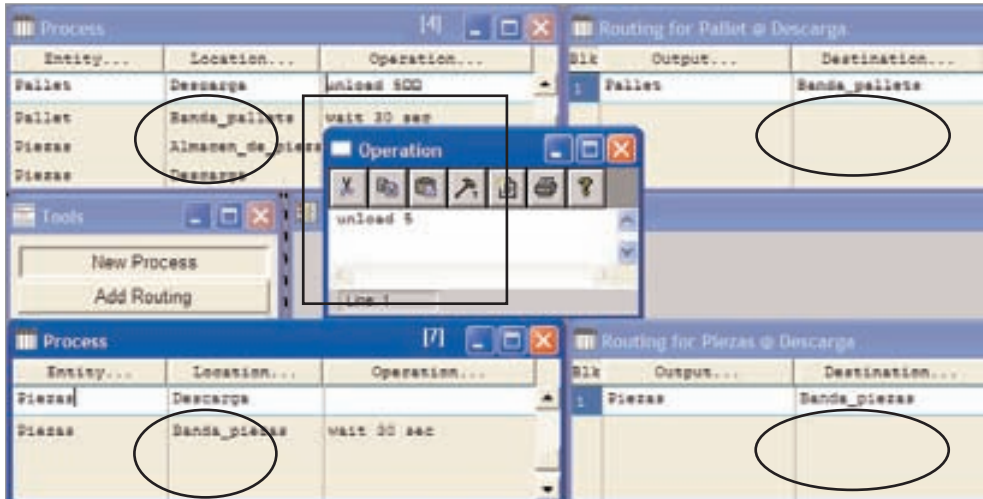 Process [4]
Routing for Pallet @ Descarga
Entity... Location... Operation...
Blk Output... Destination...
Pallet Descarga unload 500
1 Pallet Banda_pallets
Pallet Banda_pallets wait 30 sec
Piezas Almacen_de_pieza
Piezas Descarga
Operation
unload 5
Line: 1
Tools
New Process
Add Routing
Process [7]
Routing for Piezas @ Descarga
Entity... Location... Operation...
Blk Output... Destination...
Piezas Descarga
1 Piezas Banda_piezas
Piezas Banda_piezas wait 30 sec